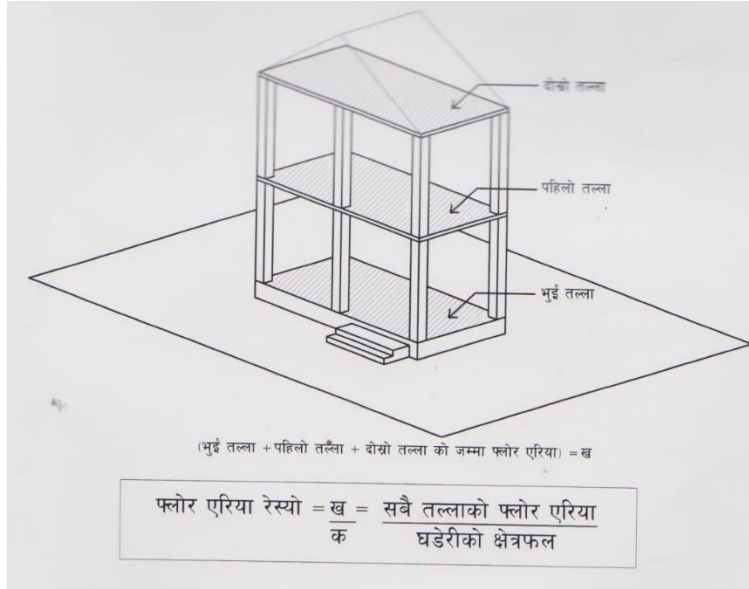 दोस्रो तल्ला
पहिलो तल्ला
भुईं तल्ला
(भुईं तल्ला + पहिलो तल्ला + दोस्रो तल्ला को जम्मा फ्लोर एरिया) = ख
फ्लोर एरिया रेस्यो = ख = सबै तल्लाको फ्लोर एरिया
क घडेरीको क्षेत्रफल